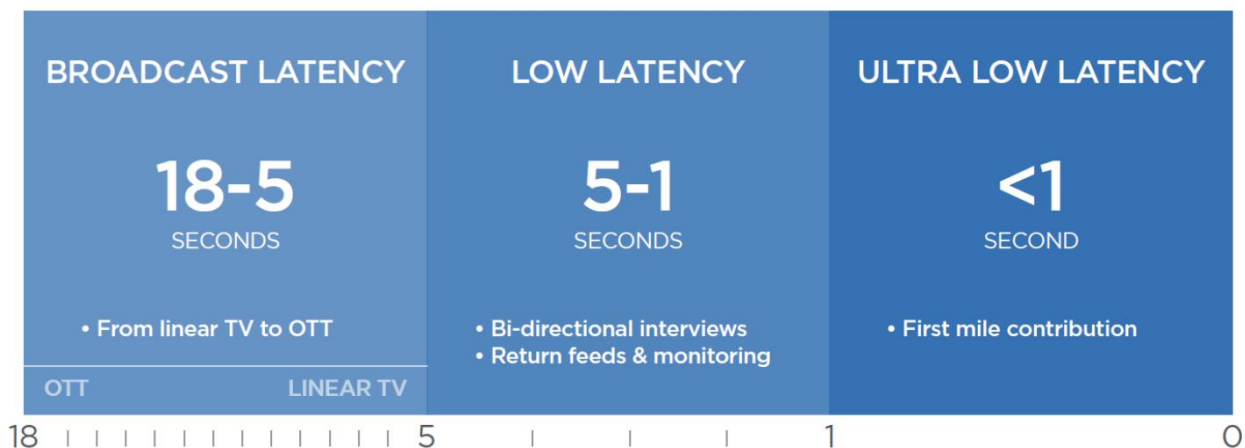 BROADCAST LATENCY
18-5
SECONDS
• From linear TV to OTT
OTT LINEAR TV
LOW LATENCY
5-1
SECONDS
• Bi-directional interviews
• Return feeds & monitoring
ULTRA LOW LATENCY
<1
SECOND
• First mile contribution
18 5 1 0